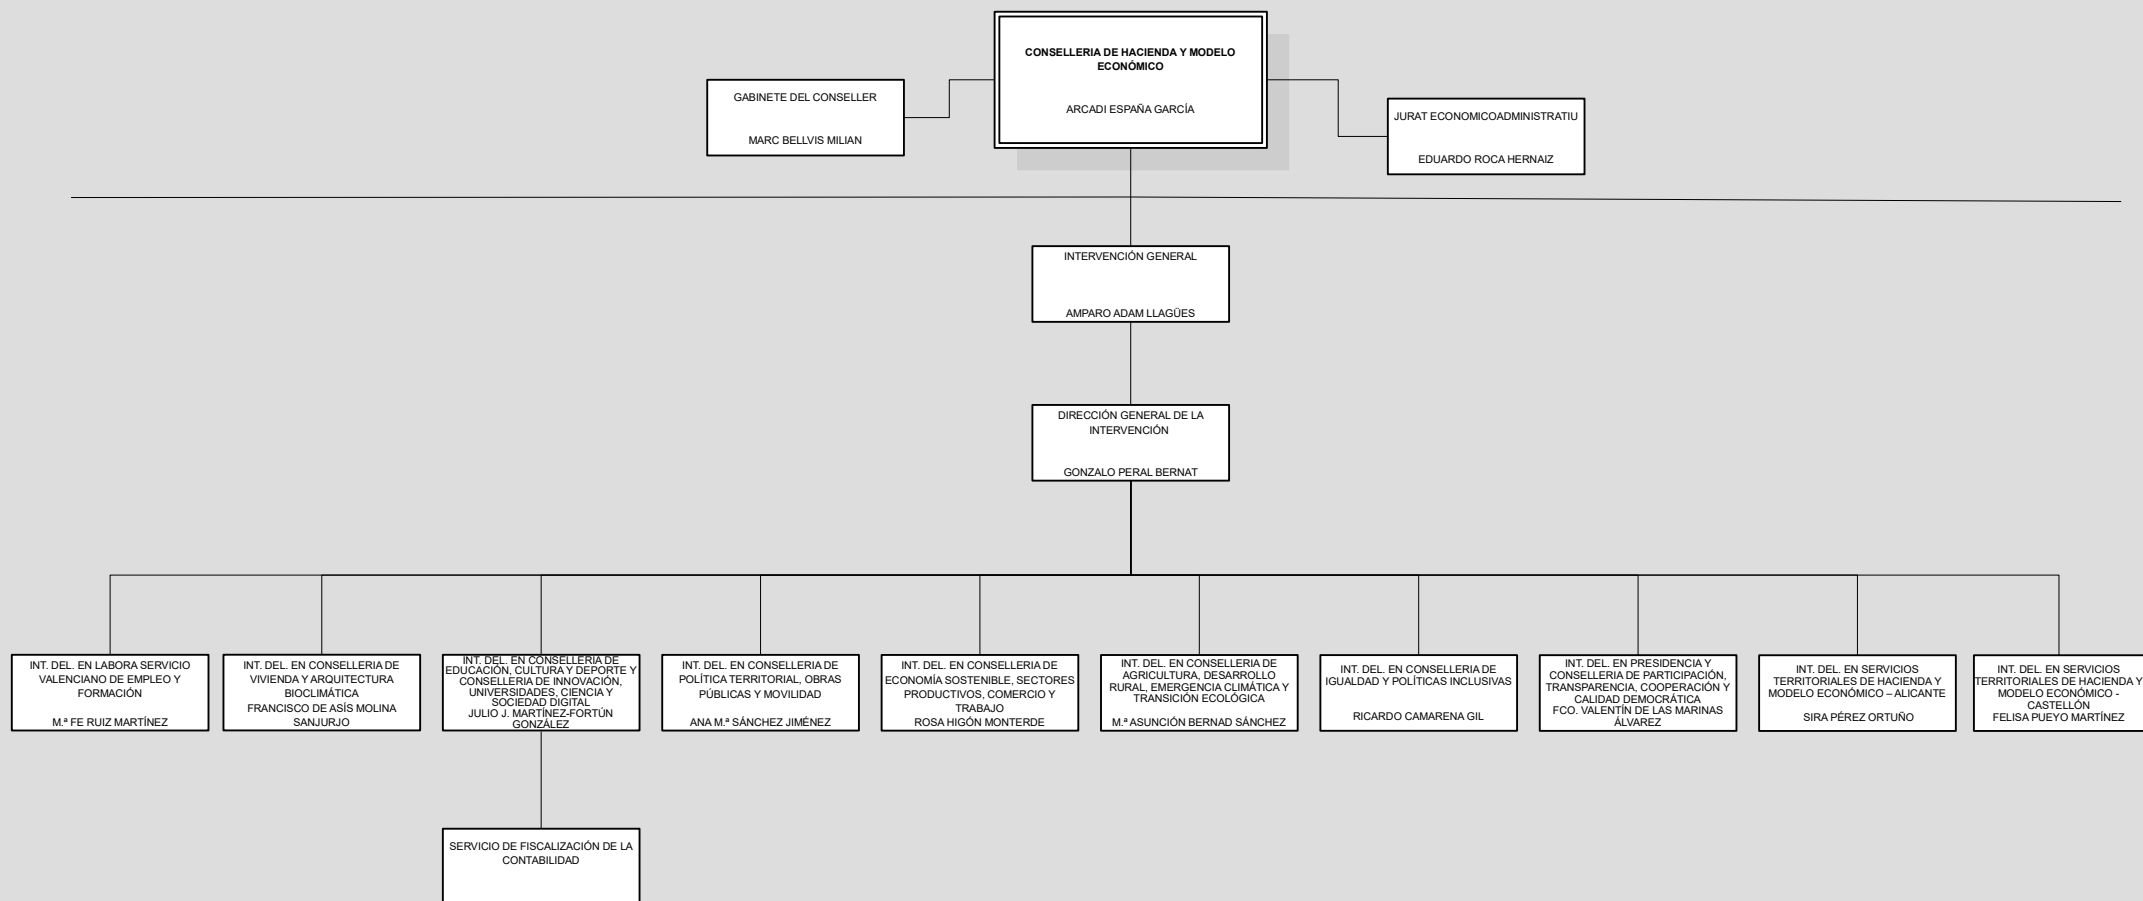 CONSELLERIA DE HACIENDA Y MODELO
ECONÓMICO
ARCADI ESPAÑA GARCÍA
GABINETE DEL CONSELLER
MARC BELLVIS MILIAN
JURAT ECONOMICOADMINISTRATIU
EDUARDO ROCA HERNAIZ
INTERVENCIÓN GENERAL
AMPARO ADAM LLAGÜES
DIRECCIÓN GENERAL DE LA
INTERVENCIÓN
GONZALO PERAL BERNAT
INT. DEL. EN LABORA SERVICIO
VALENCIANO DE EMPLEO Y
FORMACIÓN
M.ª FE RUIZ MARTÍNEZ
INT. DEL. EN CONSELLERIA DE
VIVIENDA Y ARQUITECTURA
BIOCLIMÁTICA
FRANCISCO DE ASÍS MOLINA
SANJURJO
INT. DEL. EN CONSELLERIA DE
EDUCACIÓN, CULTURA Y DEPORTE Y
CONSELLERIA DE INNOVACIÓN,
UNIVERSIDADES, CIENCIA Y
SOCIEDAD DIGITAL
JULIO J. MARTÍNEZ-FORTÚN
GONZÁLEZ
INT. DEL. EN CONSELLERIA DE
POLÍTICA TERRITORIAL, OBRAS
PÚBLICAS Y MOVILIDAD
ANA M.ª SÁNCHEZ JIMÉNEZ
INT. DEL. EN CONSELLERIA DE
ECONOMÍA SOSTENIBLE, SECTORES
PRODUCTIVOS, COMERCIO Y
TRABAJO
ROSA HIGÓN MONTERDE
INT. DEL. EN CONSELLERIA DE
AGRICULTURA, DESARROLLO
RURAL, EMERGENCIA CLIMÁTICA Y
TRANSICIÓN ECOLÓGICA
M.ª ASUNCIÓN BERNAD SÁNCHEZ
INT. DEL. EN CONSELLERIA DE
IGUALDAD Y POLÍTICAS INCLUSIVAS
RICARDO CAMARENA GIL
INT. DEL. EN PRESIDENCIA Y
CONSELLERIA DE PARTICIPACIÓN,
TRANSPARENCIA, COOPERACIÓN Y
CALIDAD DEMOCRÁTICA
FCO. VALENTÍN DE LAS MARINAS
ÁLVAREZ
INT. DEL. EN SERVICIOS
TERRITORIALES DE HACIENDA Y
MODELO ECONÓMICO – ALICANTE
SIRA PÉREZ ORTUÑO
INT. DEL. EN SERVICIOS
TERRITORIALES DE HACIENDA Y
MODELO ECONÓMICO -
CASTELLÓN
FELISA PUEYO MARTÍNEZ
SERVICIO DE FISCALIZACIÓN DE LA
CONTABILIDAD